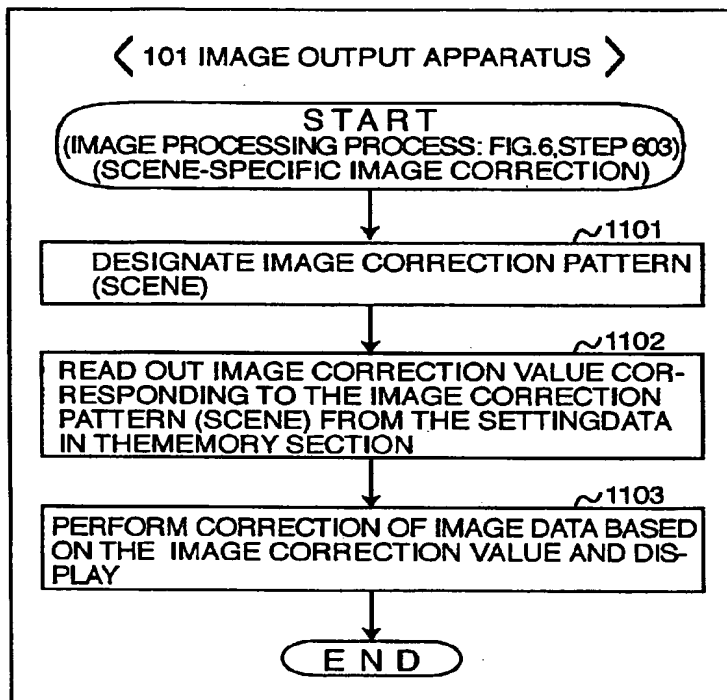 < 101 IMAGE OUTPUT APPARATUS >
START
(IMAGE PROCESSING PROCESS: FIG.6,STEP 603)
(SCENE-SPECIFIC IMAGE CORRECTION)
1101
DESIGNATE IMAGE CORRECTION PATTERN
(SCENE)
1102
READ OUT IMAGE CORRECTION VALUE COR-
RESPONDING TO THE IMAGE CORRECTION
PATTERN (SCENE) FROM THE SETTINGDATA
IN THEMEMORY SECTION
1103
PERFORM CORRECTION OF IMAGE DATA BASED
ON THE IMAGE CORRECTION VALUE AND DIS-
PLAY
END